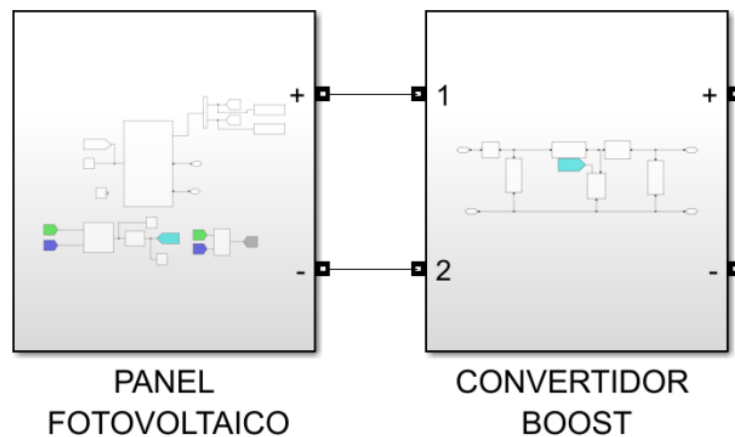 +
1
+
-
2
-
PANEL
FOTOVOLTAICO
CONVERTIDOR
BOOST